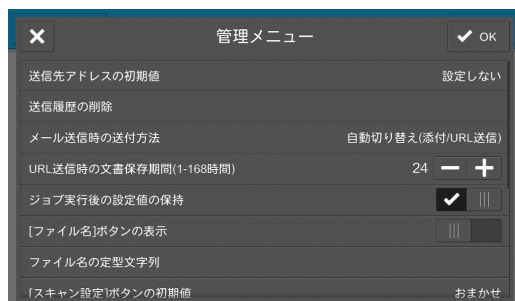 管理メニュー
OK
送信先アドレスの初期値 設定しない
送信履歴の削除
メール送信時の送付方法 自動切り替え(添付/URL送信)
URL送信時の文書保存期間(1-168時間) 24
ジョブ実行後の設定値の保持
[ファイル名]ボタンの表示
ファイル名の定型文字列
[スキャン設定]ボタンの初期値 おまかせ